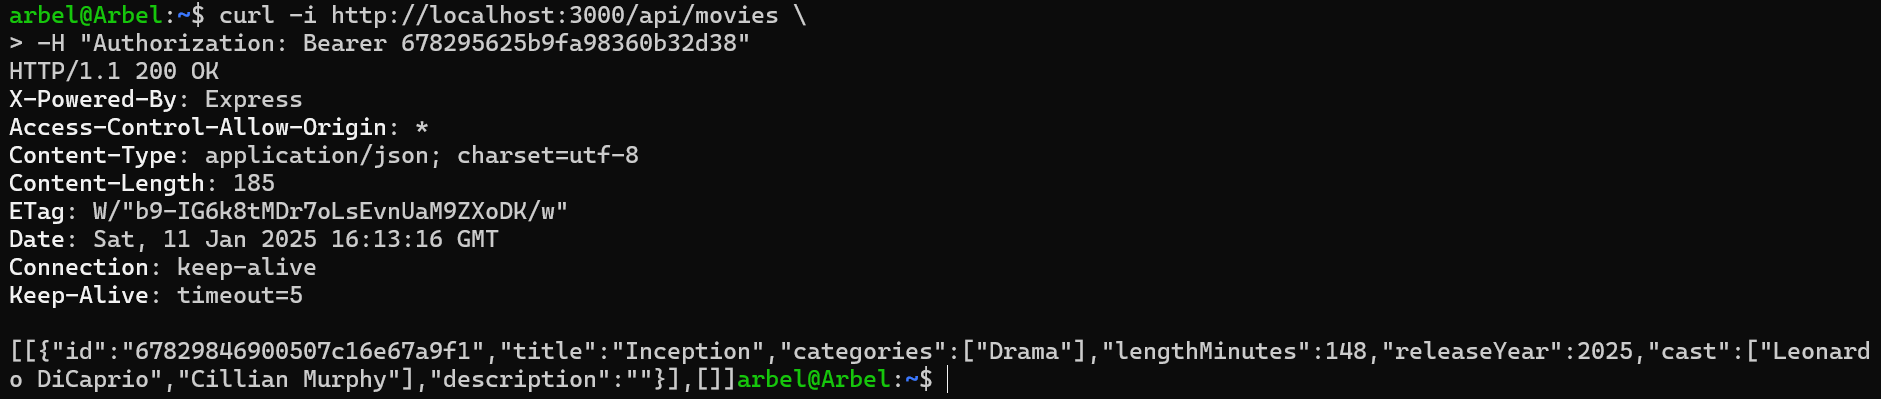 arbel@Arbel:~$ curl -i http://localhost:3000/api/movies \
> -H "Authorization: Bearer 678295625b9fa98360b32d38"
HTTP/1.1 200 OK
X-Powered-By: Express
Access-Control-Allow-Origin: *
Content-Type: application/json; charset=utf-8
Content-Length: 185
ETag: W/"b9-IG6k8tMDr7oLsEvnUaM9ZXoDK/w"
Date: Sat, 11 Jan 2025 16:13:16 GMT
Connection: keep-alive
Keep-Alive: timeout=5

[[{"id":"67829846900507c16e67a9f1","title":"Inception","categories":["Drama"],"lengthMinutes":148,"releaseYear":2025,"cast":["Leonard
o DiCaprio","Cillian Murphy"],"description":""}],[]]arbel@Arbel:~$